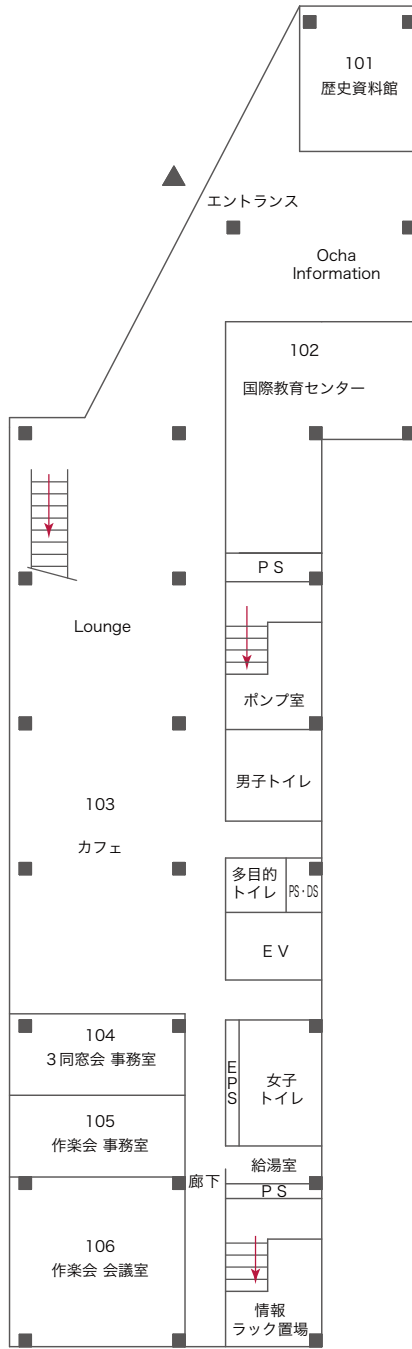 101
歴史資料館
エントランス
Ocha
Information
102
国際教育センター
P S
Lounge
ポンプ室
男子トイレ
103
カフェ
多目的
トイレ
PS・DS
E V
104
3同窓会 事務室
EPS
女子
トイレ
105
作楽会 事務室
給湯室
廊下
P S
106
作楽会 会議室
情報
ラック置場